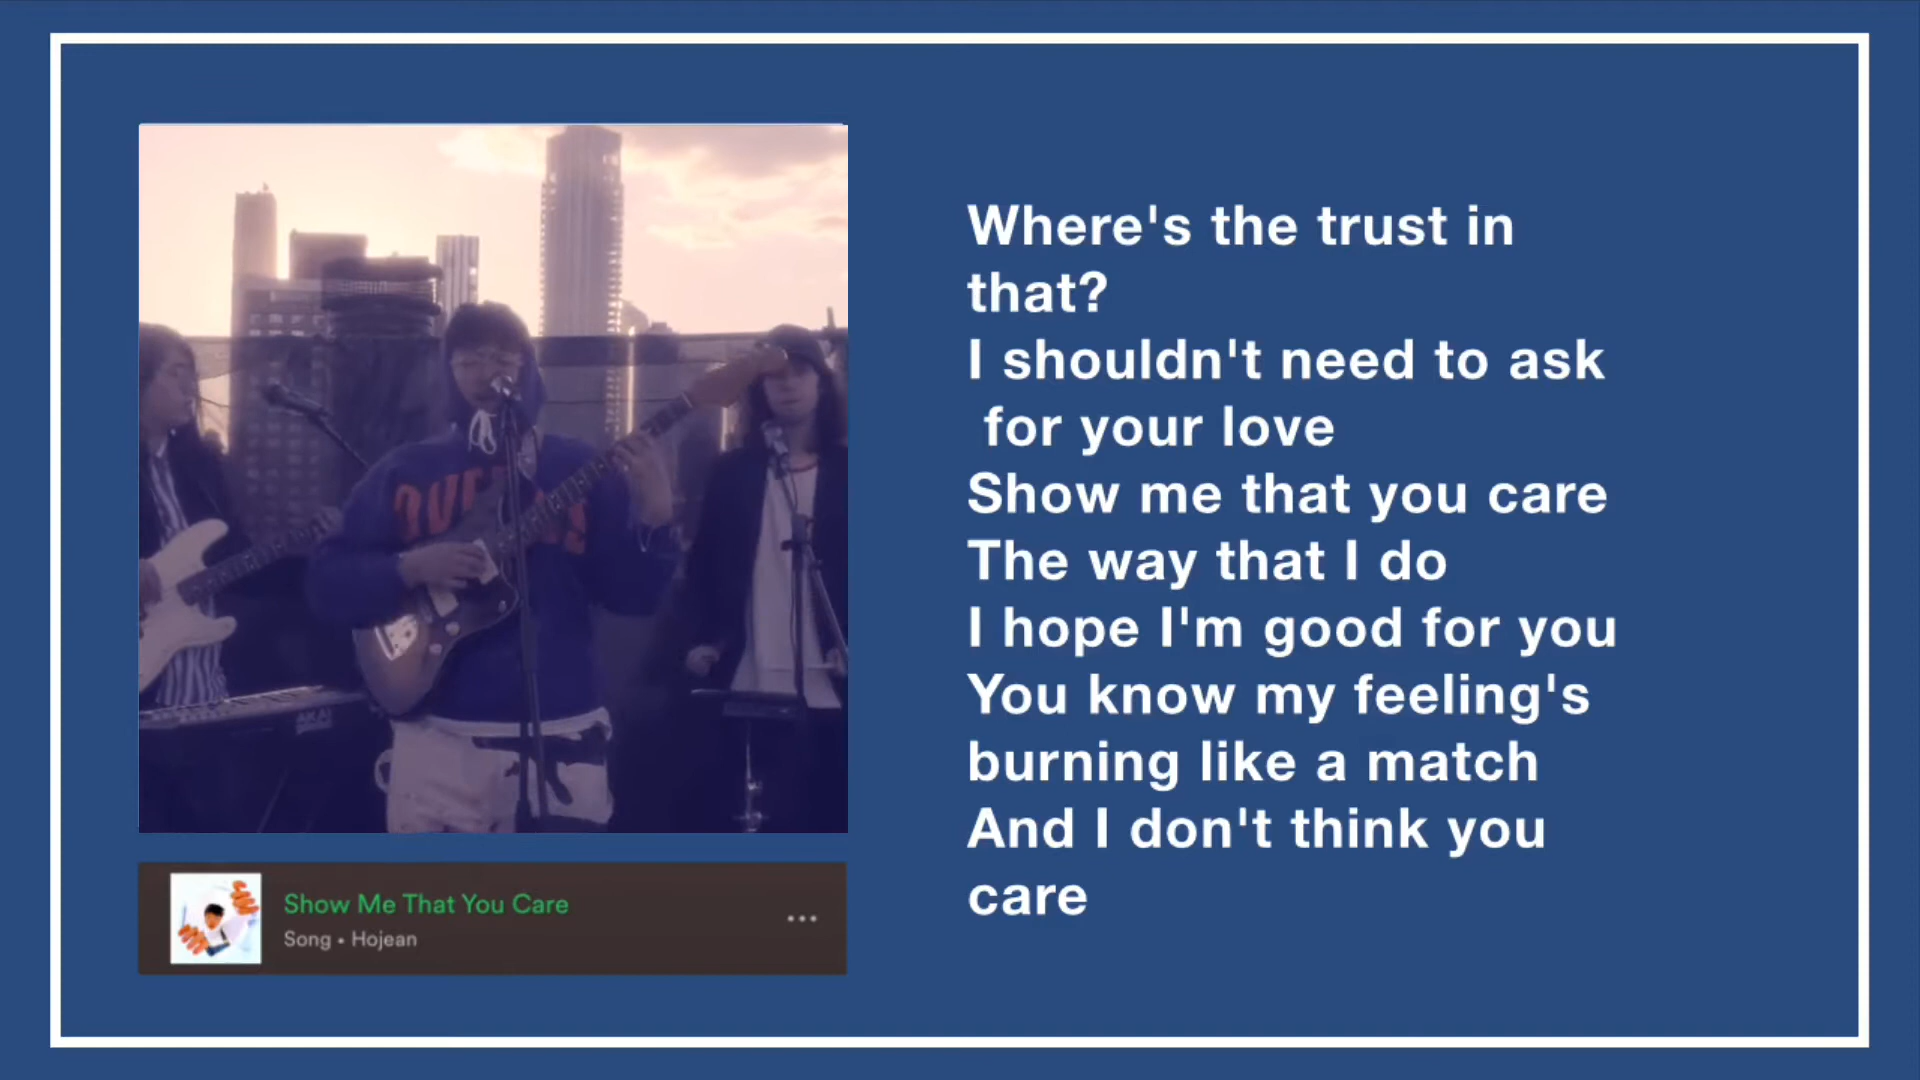 Where's the trust in
that?
I shouldn't need to ask
for your love
Show me that you care
The way that I do
I hope I'm good for you
You know my feeling's
burning like a match
And I don't think you
care
AKAI
Show Me That You Care
Song • Hojean